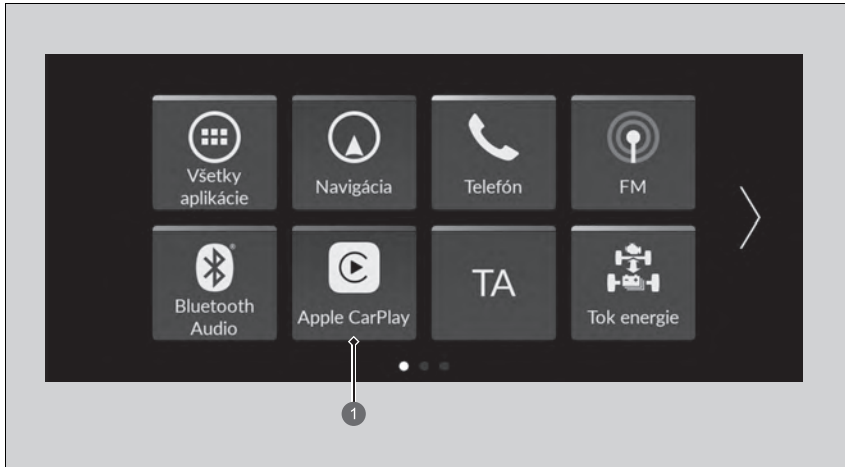 Všetky
aplikácie
Navigácia
Telefón
FM
Bluetooth®
Audio
Apple CarPlay
TA
Tok energie
1